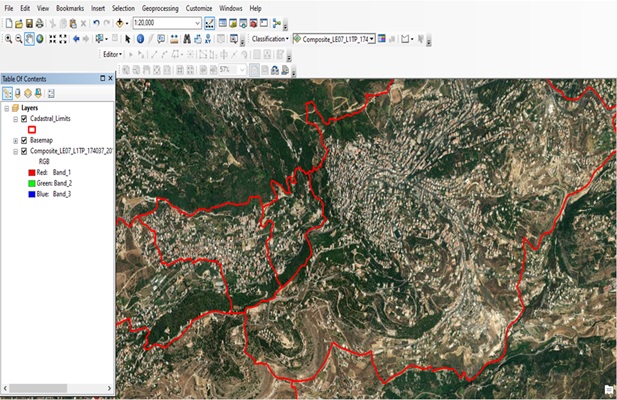 File Edit View Bookmarks Insert Selection Geoprocessing Customize Windows Help
1:20,000
Classification Composite_LE07_L1TP_174
Editor
57%
Table Of Contents
Layers
Cadastral_Limits
Basemap
Composite_LE07_L1TP_174037_20
RGB
Red: Band_1
Green: Band_2
Blue: Band_3